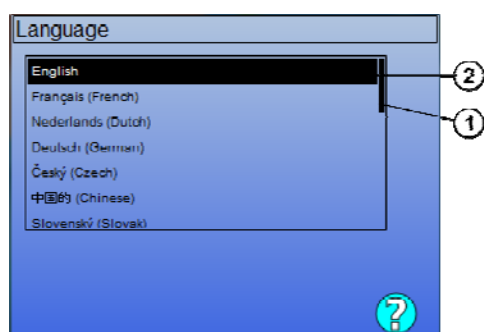 Language
English
Français (French)
Nederlands (Dutch)
Deutsch (German)
Český (Czech)
中国的 (Chinese)
Slovenský (Slovak)
2
1
?